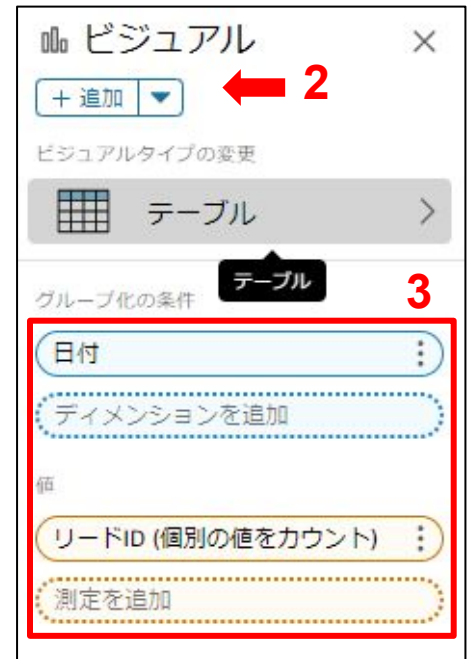 ビジュアル
+ 追加
2
ビジュアルタイプの変更
テーブル
テーブル
グループ化の条件
3
日付
ディメンションを追加
値
リードID (個別の値をカウント)
測定を追加